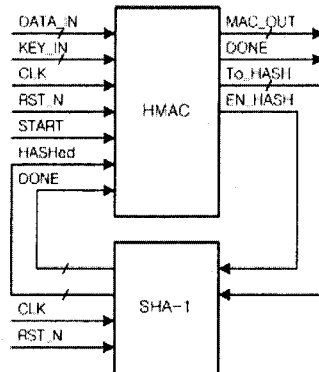 DATA_IN
KEY_IN
CLK
RST_N
START
HASHed
DONE
HMAC
MAC_OUT
DONE
To_HASH
EN_HASH
SHA-1
CLK
RST_N